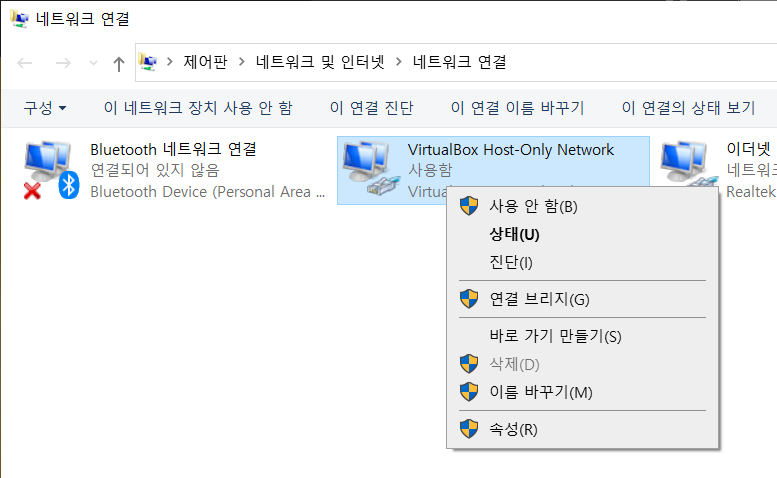 네트워크 연결
제어판 > 네트워크 및 인터넷 > 네트워크 연결
구성 이 네트워크 장치 사용 안 함 이 연결 진단 이 연결 이름 바꾸기 이 연결의 상태 보기
Bluetooth 네트워크 연결
연결되어 있지 않음
Bluetooth Device (Personal Area ...
VirtualBox Host-Only Network
사용함
이더넷
Realtek
사용 안 함(B)
상태(U)
진단(I)
연결 브리지(G)
바로 가기 만들기(S)
삭제(D)
이름 바꾸기(M)
속성(R)